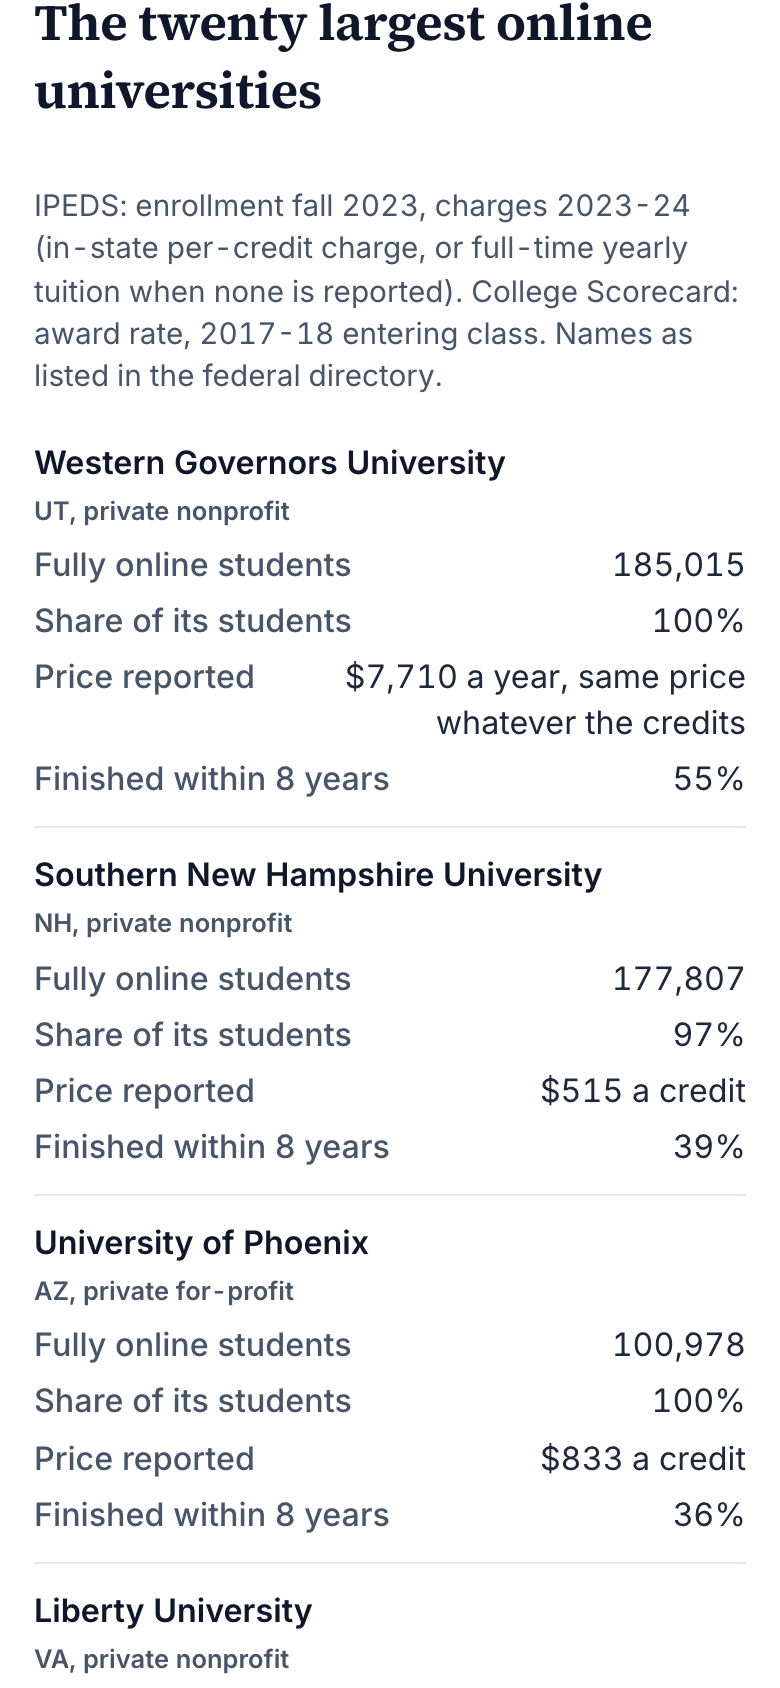 The twenty largest online
universities
IPEDS: enrollment fall 2023, charges 2023-24
(in-state per-credit charge, or full-time yearly
tuition when none is reported). College Scorecard:
award rate, 2017-18 entering class. Names as
listed in the federal directory.
Western Governors University
UT, private nonprofit
Fully online students 185,015
Share of its students 100%
Price reported $7,710 a year, same price
whatever the credits
Finished within 8 years 55%
Southern New Hampshire University
NH, private nonprofit
Fully online students 177,807
Share of its students 97%
Price reported $515 a credit
Finished within 8 years 39%
University of Phoenix
AZ, private for-profit
Fully online students 100,978
Share of its students 100%
Price reported $833 a credit
Finished within 8 years 36%
Liberty University
VA, private nonprofit